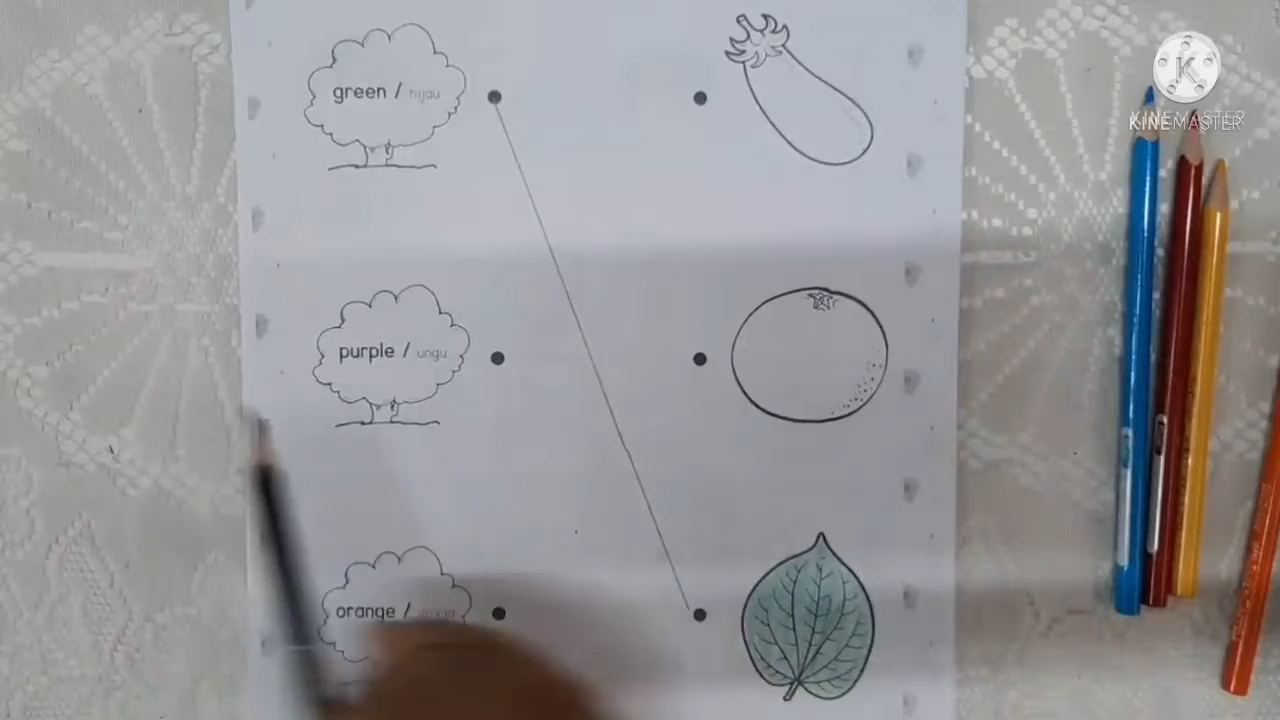 green / hijau
purple / ungu
orange /
K
KINEMASTER